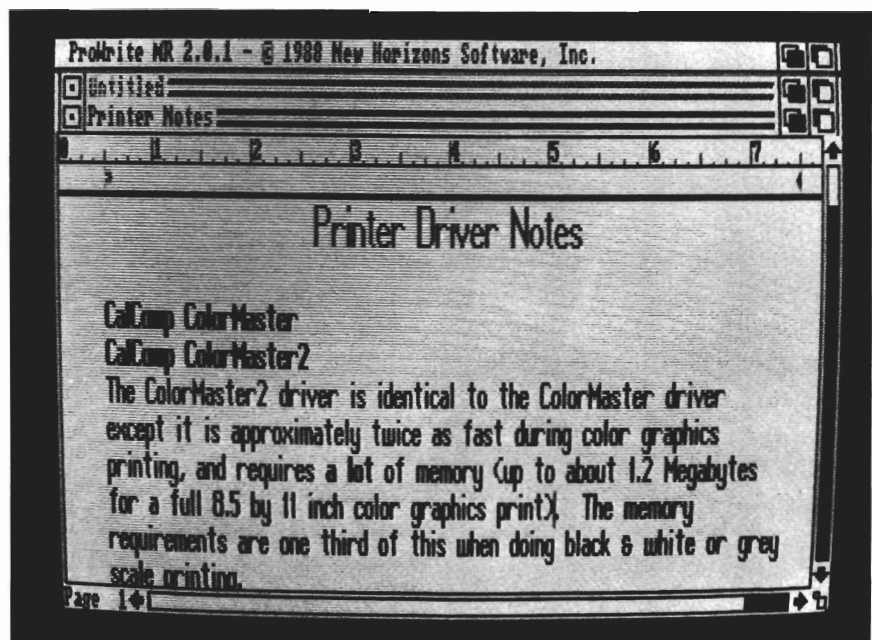 ProWrite MR 2.0.1 - © 1988 New Horizons Software, Inc.
Untitled
Printer Notes
0 1 2 3 4 5 6 7
Printer Driver Notes
CalComp ColorMaster
CalComp ColorMaster2
The ColorMaster2 driver is identical to the ColorMaster driver
except it is approximately twice as fast during color graphics
printing, and requires a lot of memory (up to about 1.2 Megabytes
for a full 8.5 by 11 inch color graphics print). The memory
requirements are one third of this when doing black & white or grey
scale printing.
Page 1